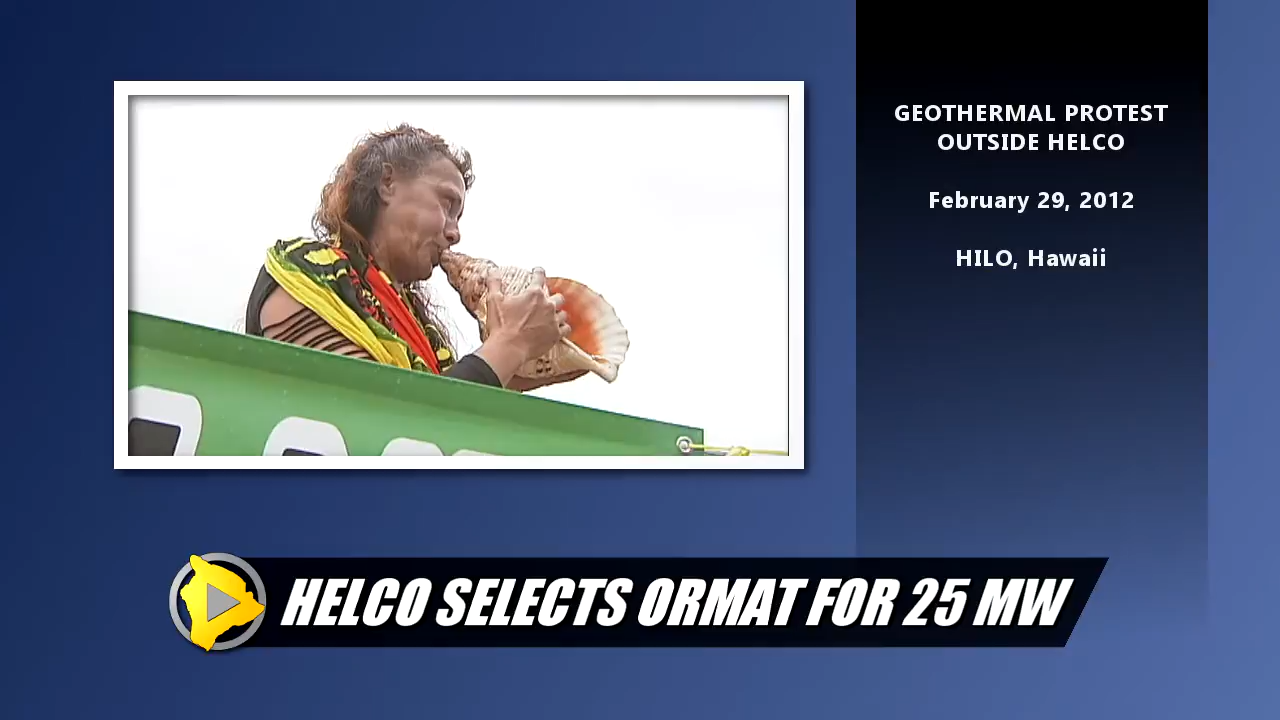 GEOTHERMAL PROTEST
OUTSIDE HELCO
February 29, 2012
HILO, Hawaii
HELCO SELECTS ORMAT FOR 25 MW